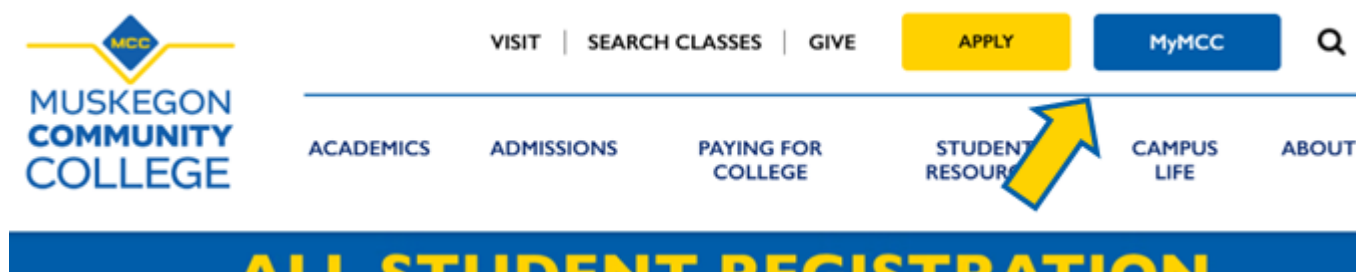 MCC
MUSKEGON
COMMUNITY
COLLEGE
VISIT | SEARCH CLASSES | GIVE
APPLY
MyMCC
ACADEMICS
ADMISSIONS
PAYING FOR
COLLEGE
STUDENT
CAMPUS
LIFE
ABOUT
ALL STUDENT REGISTRATION